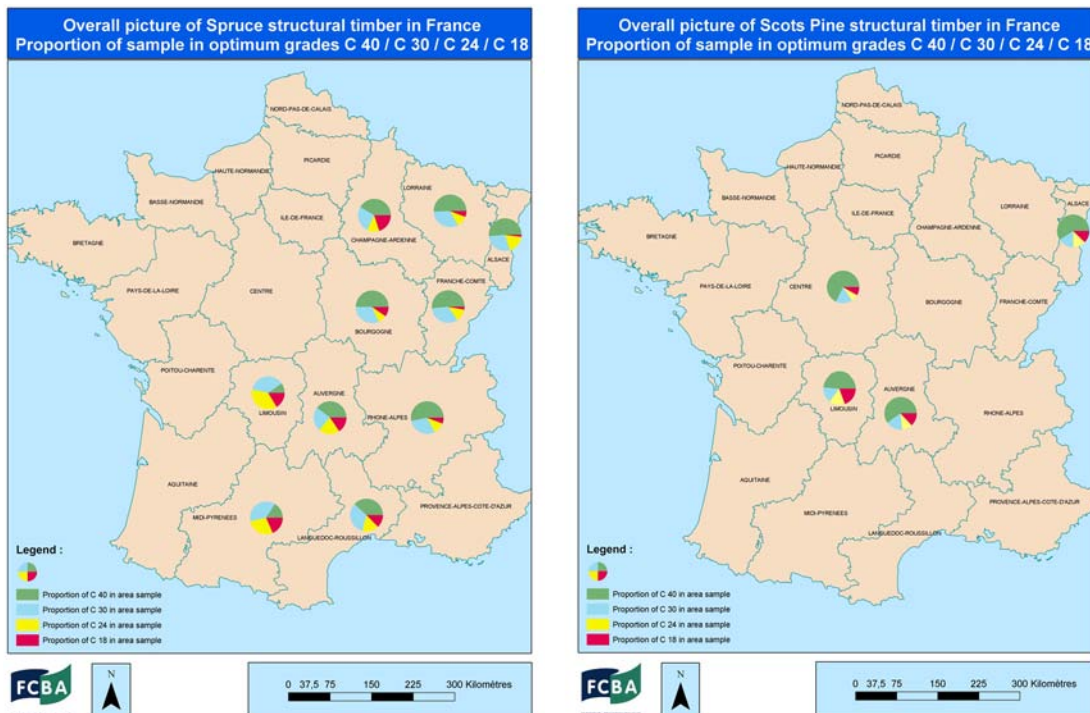 Overall picture of Spruce structural timber in France
Proportion of sample in optimum grades C 40 / C 30 / C 24 / C 18
NORD-PAS-DE-CALAIS
PICARDIE
HAUTE-NORMANDIE
BASSE-NORMANDIE
ILE-DE-FRANCE
LORRAINE
CHAMPAGNE-ARDENNE
ALSACE
BRETAGNE
PAYS-DE-LA-LOIRE
CENTRE
FRANCHE-COMTE
BOURGOGNE
POITOU-CHARENTE
LIMOUSIN
AUVERGNE
RHONE-ALPES
AQUITAINE
MIDI-PYRENEES
LANGUEDOC-ROUSSILLON
PROVENCE-ALPES-COTE-D'AZUR
Legend :
Proportion of C 40 in area sample
Proportion of C 30 in area sample
Proportion of C 24 in area sample
Proportion of C 18 in area sample
FCBA
N
0 37,5 75 150 225 300 Kilomètres
Overall picture of Scots Pine structural timber in France
Proportion of sample in optimum grades C 40 / C 30 / C 24 / C 18
NORD-PAS-DE-CALAIS
PICARDIE
HAUTE-NORMANDIE
BASSE-NORMANDIE
ILE-DE-FRANCE
LORRAINE
ALSACE
CHAMPAGNE-ARDENNE
BRETAGNE
PAYS-DE-LA-LOIRE
CENTRE
BOURGOGNE
FRANCHE-COMTE
POITOU-CHARENTE
LIMOUSIN
AUVERGNE
RHONE-ALPES
AQUITAINE
MIDI-PYRENEES
LANGUEDOC-ROUSSILLON
PROVENCE-ALPES-COTE-D'AZUR
Legend :
Proportion of C 40 in area sample
Proportion of C 30 in area sample
Proportion of C 24 in area sample
Proportion of C 18 in area sample
FCBA
N
0 37,5 75 150 225 300 Kilomètres